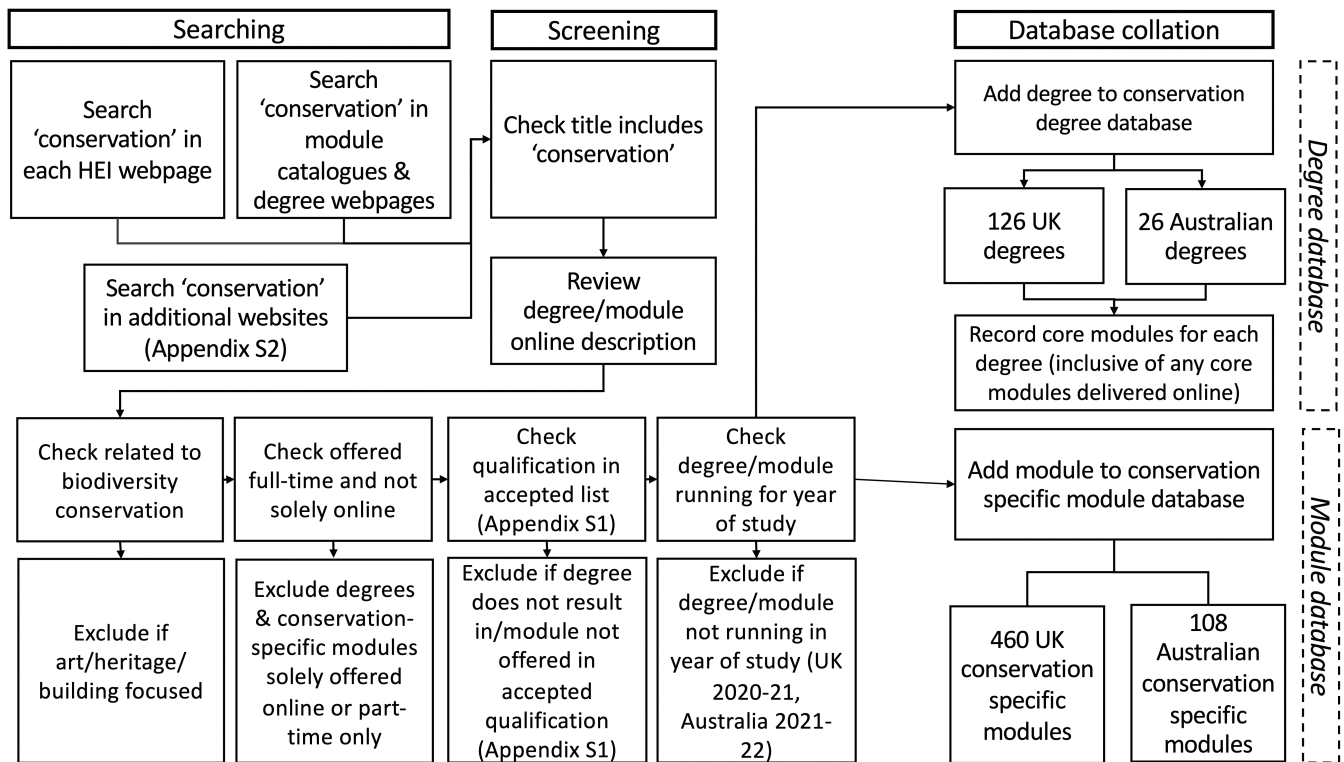 Searching
Screening
Database collation
Search
‘conservation’ in
each HEI webpage
Search
‘conservation’ in
module
catalogues &
degree webpages
Search ‘conservation’
in additional websites
(Appendix S2)
Check title includes
‘conservation’
Review
degree/module
online description
Check related to
biodiversity
conservation
Check offered
full-time and not
solely online
Check
qualification in
accepted list
(Appendix S1)
Check
degree/module
running for year
of study
Exclude if
art/heritage/
building focused
Exclude degrees
& conservation-
specific modules
solely offered
online or part-
time only
Exclude if degree
does not result
in/module not
offered in
accepted
qualification
(Appendix S1)
Exclude if
degree/module
not running in
year of study (UK
2020-21,
Australia 2021-
22)
Add degree to conservation
degree database
126 UK
degrees
26 Australian
degrees
Record core modules for each
degree (inclusive of any core
modules delivered online)
Degree database
Add module to conservation
specific module database
460 UK
conservation
specific
modules
108
Australian
conservation
specific
modules
Module database